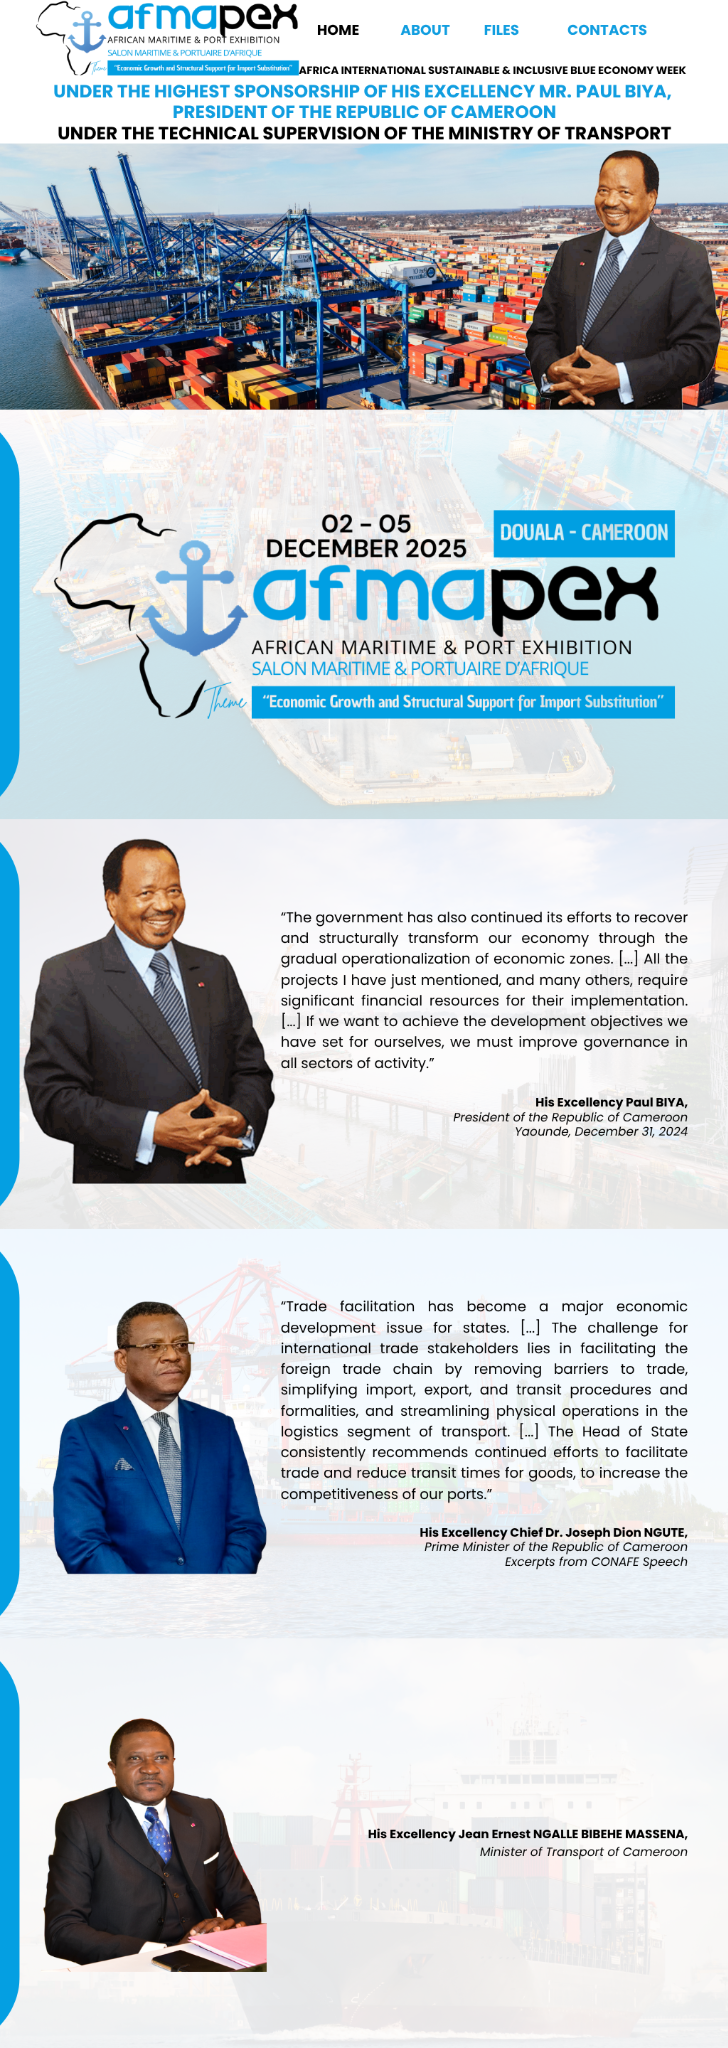 afmapex
AFRICAN MARITIME & PORT EXHIBITION
SALON MARITIME & PORTUAIRE D'AFRIQUE
Theme "Economic Growth and Structural Support for Import Substitution"
HOME ABOUT FILES CONTACTS
AFRICA INTERNATIONAL SUSTAINABLE & INCLUSIVE BLUE ECONOMY WEEK
UNDER THE HIGHEST SPONSORSHIP OF HIS EXCELLENCY MR. PAUL BIYA,
PRESIDENT OF THE REPUBLIC OF CAMEROON
UNDER THE TECHNICAL SUPERVISION OF THE MINISTRY OF TRANSPORT
02 - 05
DECEMBER 2025
DOUALA - CAMEROON
afmapex
AFRICAN MARITIME & PORT EXHIBITION
SALON MARITIME & PORTUAIRE D'AFRIQUE
Theme "Economic Growth and Structural Support for Import Substitution"
"The government has also continued its efforts to recover
and structurally transform our economy through the
gradual operationalization of economic zones. [...] All the
projects I have just mentioned, and many others, require
significant financial resources for their implementation.
[...] If we want to achieve the development objectives we
have set for ourselves, we must improve governance in
all sectors of activity."
His Excellency Paul BIYA,
President of the Republic of Cameroon
Yaounde, December 31, 2024
"Trade facilitation has become a major economic
development issue for states. [...] The challenge for
international trade stakeholders lies in facilitating the
foreign trade chain by removing barriers to trade,
simplifying import, export, and transit procedures and
formalities, and streamlining physical operations in the
logistics segment of transport. [...] The Head of State
consistently recommends continued efforts to facilitate
trade and reduce transit times for goods, to increase the
competitiveness of our ports."
His Excellency Chief Dr. Joseph Dion NGUTE,
Prime Minister of the Republic of Cameroon
Excerpts from CONAFE Speech
His Excellency Jean Ernest NGALLE BIBEHE MASSENA,
Minister of Transport of Cameroon